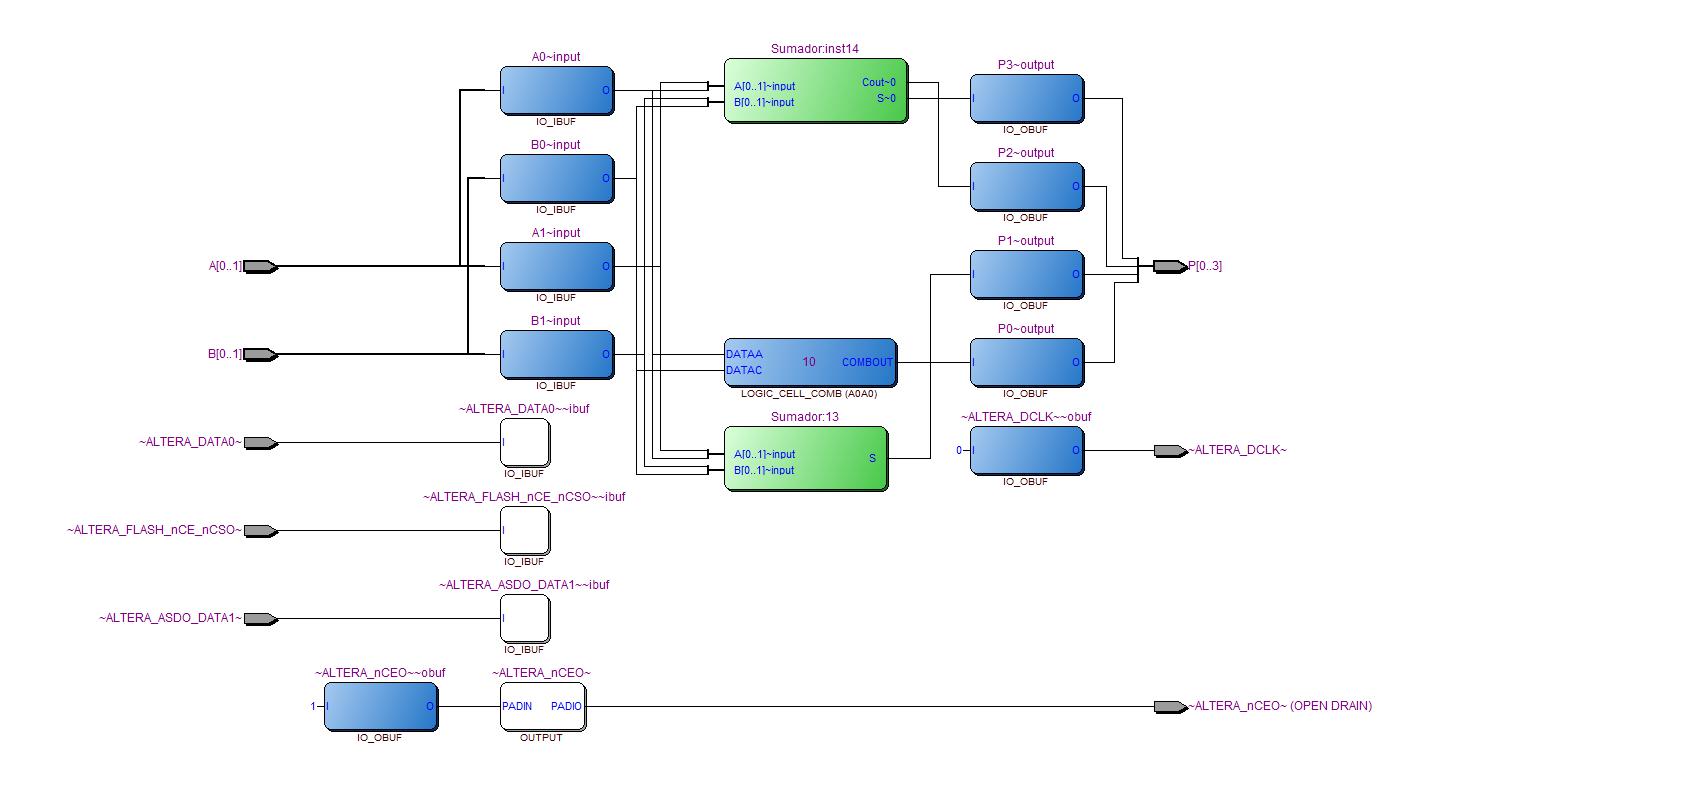 Sumador:inst14
A0~input
I
O
IO_IBUF
A[0..1]~input
B[0..1]~input
Cout~0
S~0
P3~output
I
O
IO_OBUF
B0~input
I
O
IO_IBUF
P2~output
I
O
IO_OBUF
A1~input
I
O
IO_IBUF
P1~output
I
O
IO_OBUF
A[0..1]
P[0..3]
B1~input
I
O
IO_IBUF
B[0..1]
DATAA
DATAC
10
COMBOUT
LOGIC_CELL_COMB (A0A0)
P0~output
I
O
IO_OBUF
~ALTERA_DATA0~~ibuf
~ALTERA_DATA0~
I
IO_IBUF
Sumador:13
A[0..1]~input
B[0..1]~input
S
~ALTERA_DCLK~~obuf
0
I
O
IO_OBUF
~ALTERA_DCLK~
~ALTERA_FLASH_nCE_nCSO~~ibuf
~ALTERA_FLASH_nCE_nCSO~
I
IO_IBUF
~ALTERA_ASDO_DATA1~~ibuf
~ALTERA_ASDO_DATA1~
I
IO_IBUF
~ALTERA_nCEO~~obuf
1
I
O
IO_OBUF
~ALTERA_nCEO~
PADIN
PADIO
OUTPUT
~ALTERA_nCEO~ (OPEN DRAIN)